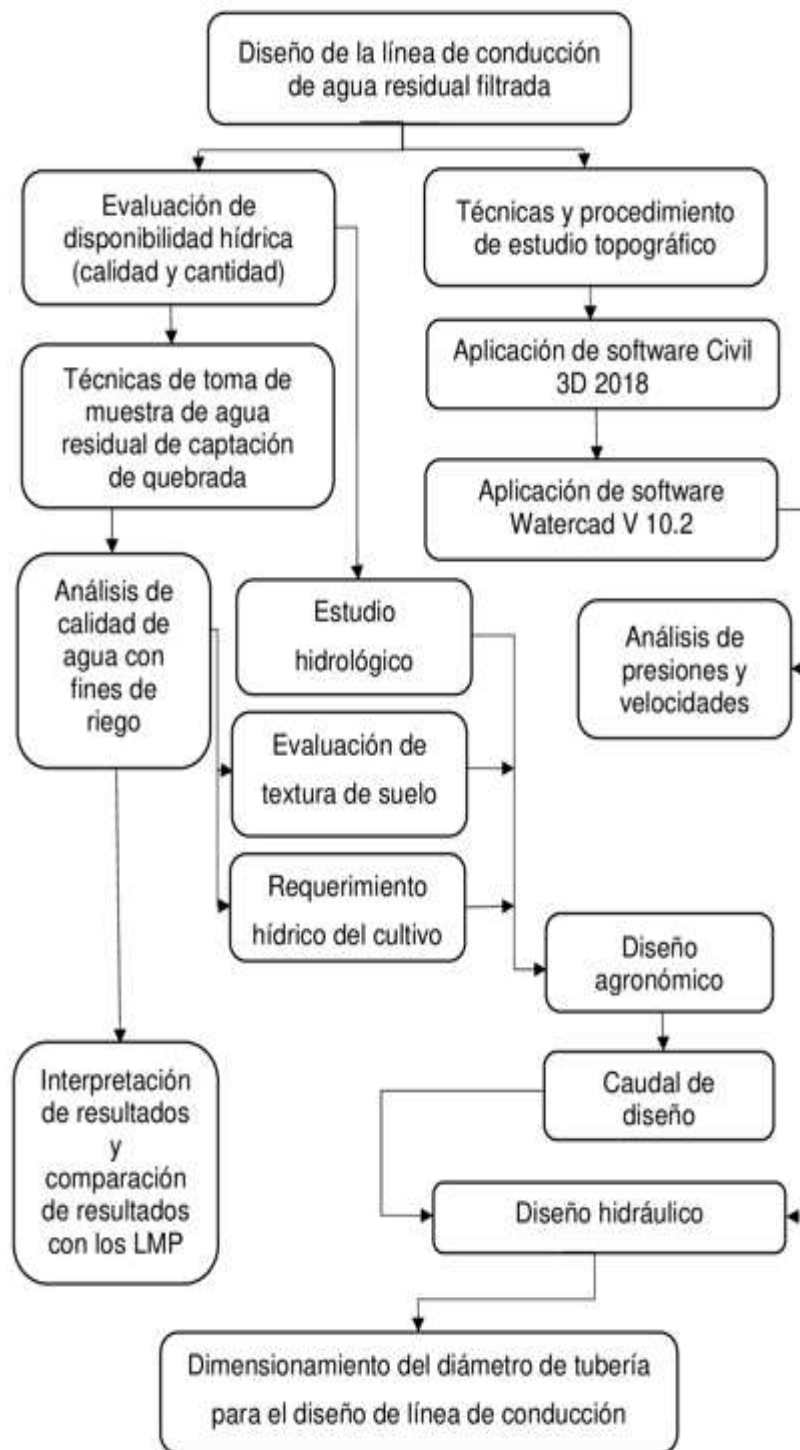 Diseño de la línea de conducción
de agua residual filtrada
Evaluación de
disponibilidad hídrica
(calidad y cantidad)
Técnicas y procedimiento
de estudio topográfico
Técnicas de toma de
muestra de agua
residual de captación
de quebrada
Aplicación de software Civil
3D 2018
Aplicación de software
Watercad V 10.2
Análisis de
calidad de
agua con
fines de
riego
Estudio
hidrológico
Análisis de
presiones y
velocidades
Evaluación de
textura de suelo
Requerimiento
hídrico del cultivo
Diseño
agronómico
Interpretación
de resultados
y
comparación
de resultados
con los LMP
Caudal de
diseño
Diseño hidráulico
Dimensionamiento del diámetro de tubería
para el diseño de línea de conducción